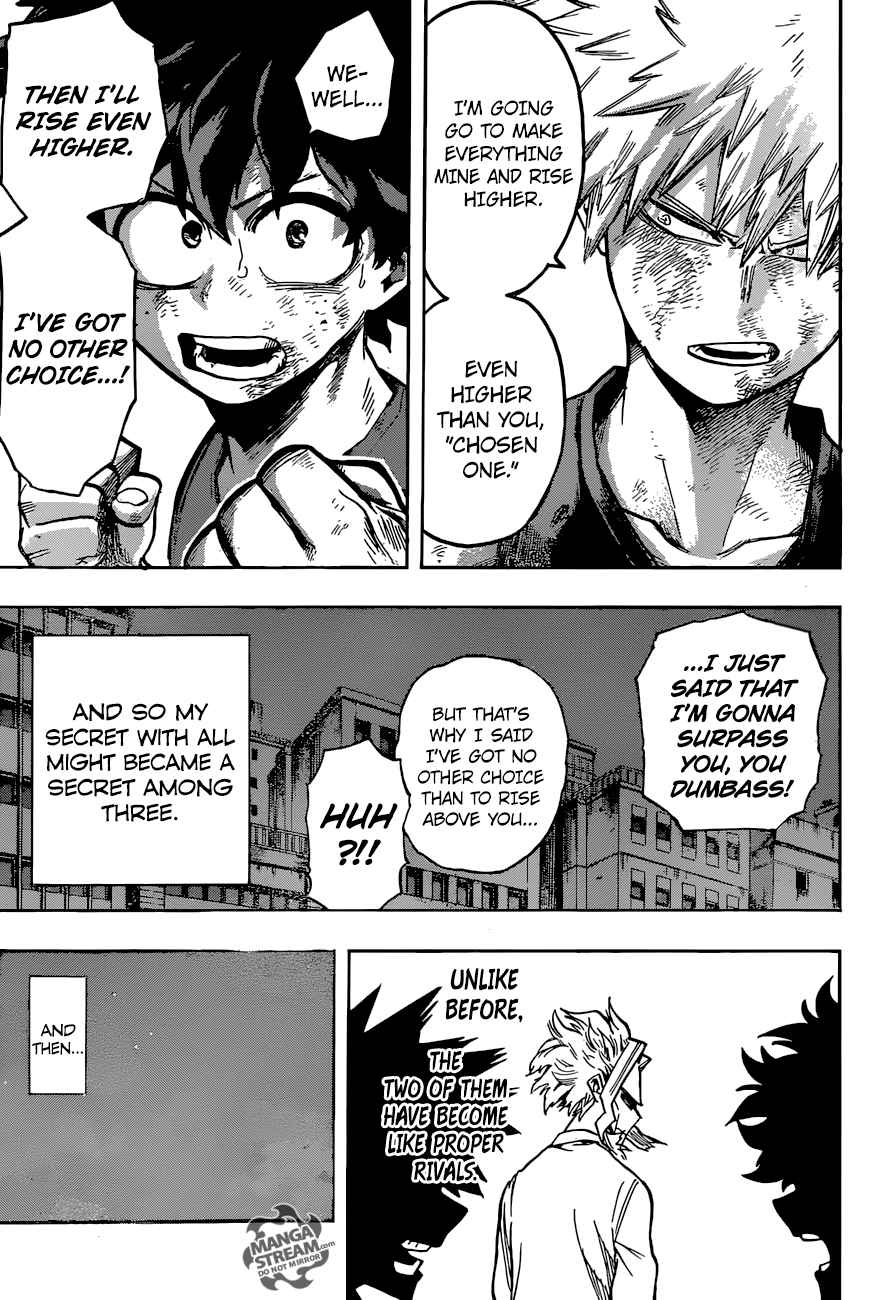 I'M GOING
GO TO MAKE
EVERYTHING
MINE AND RISE
HIGHER.
EVEN
HIGHER
THAN YOU,
"CHOSEN
ONE."
WE-
WELL...
THEN I'LL
RISE EVEN
HIGHER.
I'VE GOT
NO OTHER
CHOICE...!
...I JUST
SAID THAT
I'M GONNA
SURPASS
YOU, YOU
DUMBASS!
BUT THAT'S
WHY I SAID
I'VE GOT NO
OTHER CHOICE
THAN TO RISE
ABOVE YOU...
HUH
?!!
AND SO MY
SECRET WITH ALL
MIGHT BECAME A
SECRET AMONG
THREE.
UNLIKE
BEFORE,
THE
TWO OF THEM
HAVE BECOME
LIKE PROPER
RIVALS.
AND
THEN...
MANGA
STREAM.com
DO NOT MIRROR